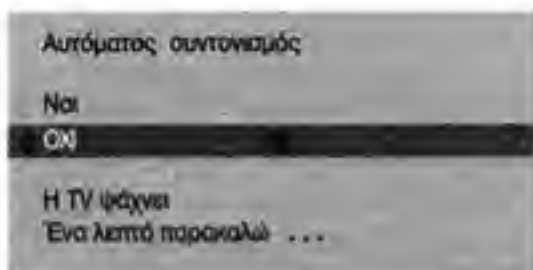 Αυτόματος συντονισμός
Ναι
ΟΧΙ
Η TV ψάχνει
Ένα λεπτό παρακαλώ ...